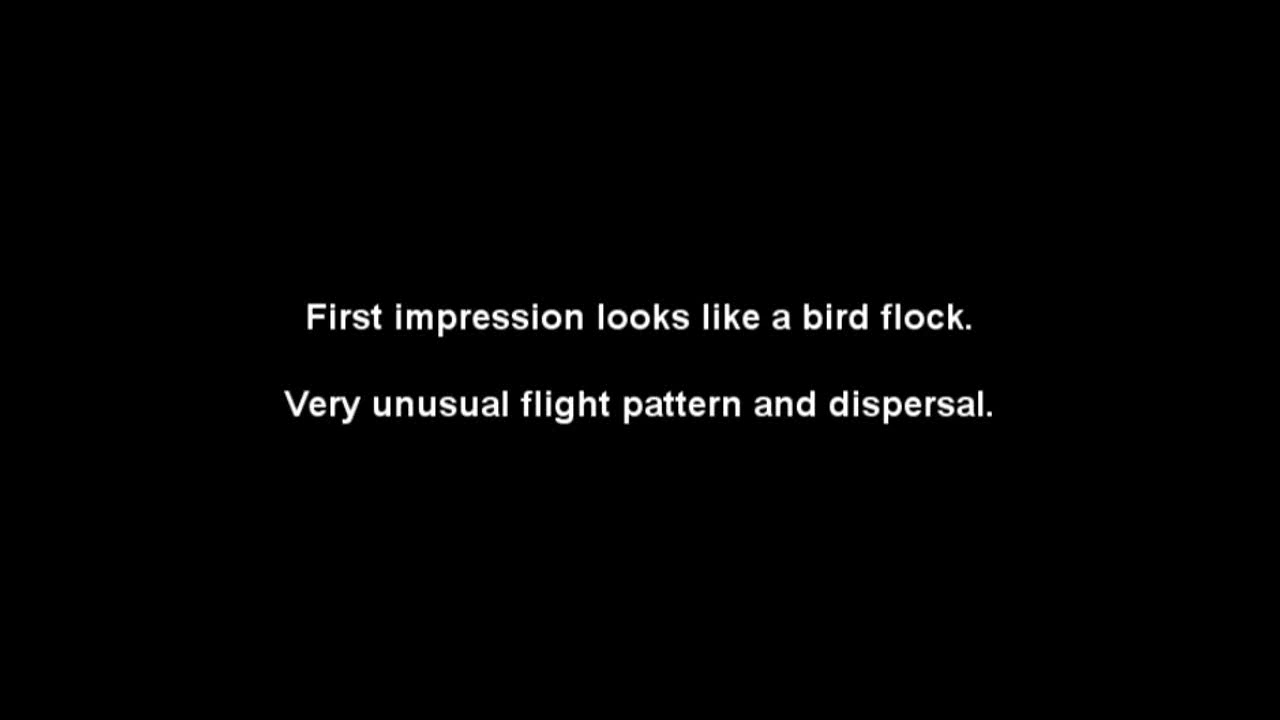 First impression looks like a bird flock.
Very unusual flight pattern and dispersal.